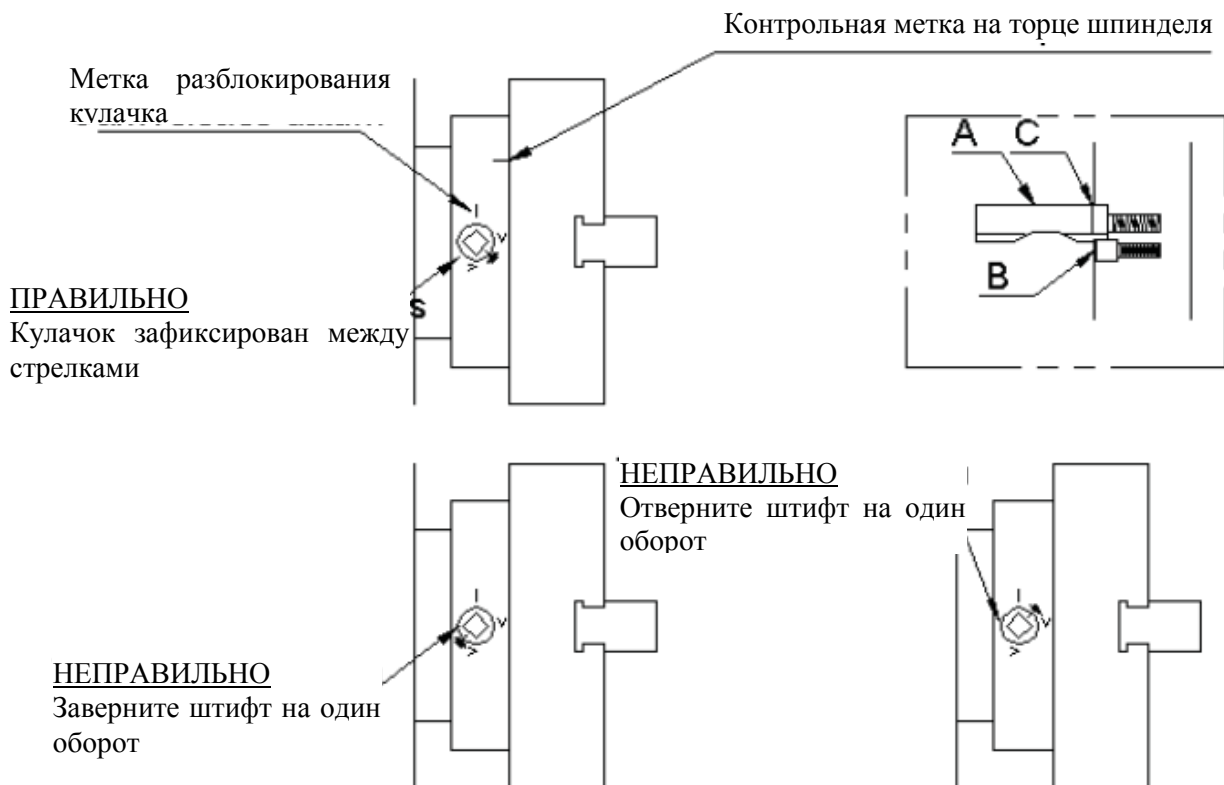 Контрольная метка на торце шпинделя
Метка разблокирования
кулачка
A C
B
S
ПРАВИЛЬНО
Кулачок зафиксирован между
стрелками
НЕПРАВИЛЬНО
Отверните штифт на один
оборот
НЕПРАВИЛЬНО
Заверните штифт на один
оборот